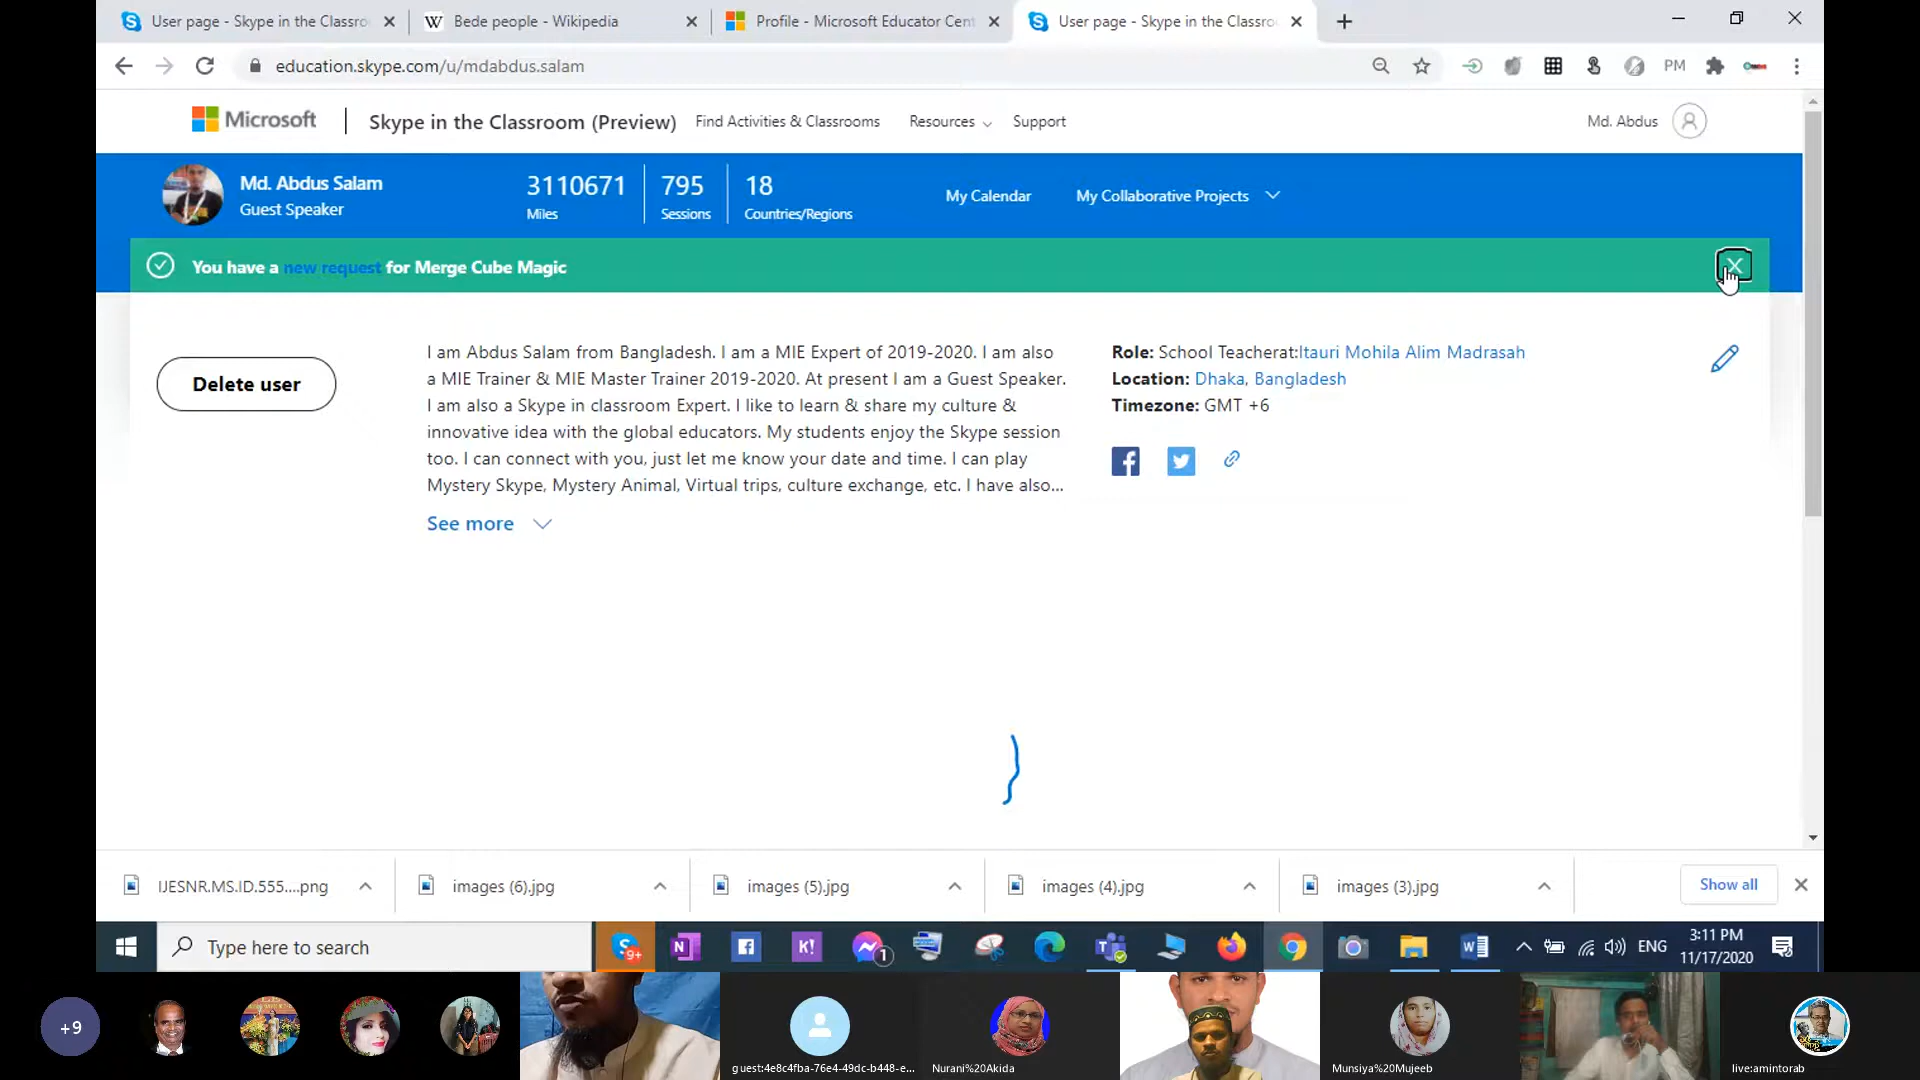 User page - Skype in the Classro
Bede people - Wikipedia
Profile - Microsoft Educator Cent
User page - Skype in the Classro
education.skype.com/u/mdabdus.salam
PM
Microsoft
Skype in the Classroom (Preview)
Find Activities & Classrooms
Resources
Support
Md. Abdus
Md. Abdus Salam
Guest Speaker
3110671
Miles
795
Sessions
18
Countries/Regions
My Calendar
My Collaborative Projects
You have a new request for Merge Cube Magic
Delete user
I am Abdus Salam from Bangladesh. I am a MIE Expert of 2019-2020. I am also
a MIE Trainer & MIE Master Trainer 2019-2020. At present I am a Guest Speaker.
I am also a Skype in classroom Expert. I like to learn & share my culture &
innovative idea with the global educators. My students enjoy the Skype session
too. I can connect with you, just let me know your date and time. I can play
Mystery Skype, Mystery Animal, Virtual trips, culture exchange, etc. I have also...
See more
Role: School Teacherat:Itauri Mohila Alim Madrasah
Location: Dhaka, Bangladesh
Timezone: GMT +6
IJESNR.MS.ID.555....png
images (6).jpg
images (5).jpg
images (4).jpg
images (3).jpg
Show all
Type here to search
9+
K!
1
ENG
3:11 PM
11/17/2020
+9
guest:4e8c4fba-76e4-49dc-b448-e...
Nurani%20Akida
Munsiya%20Mujeeb
live:amintorab